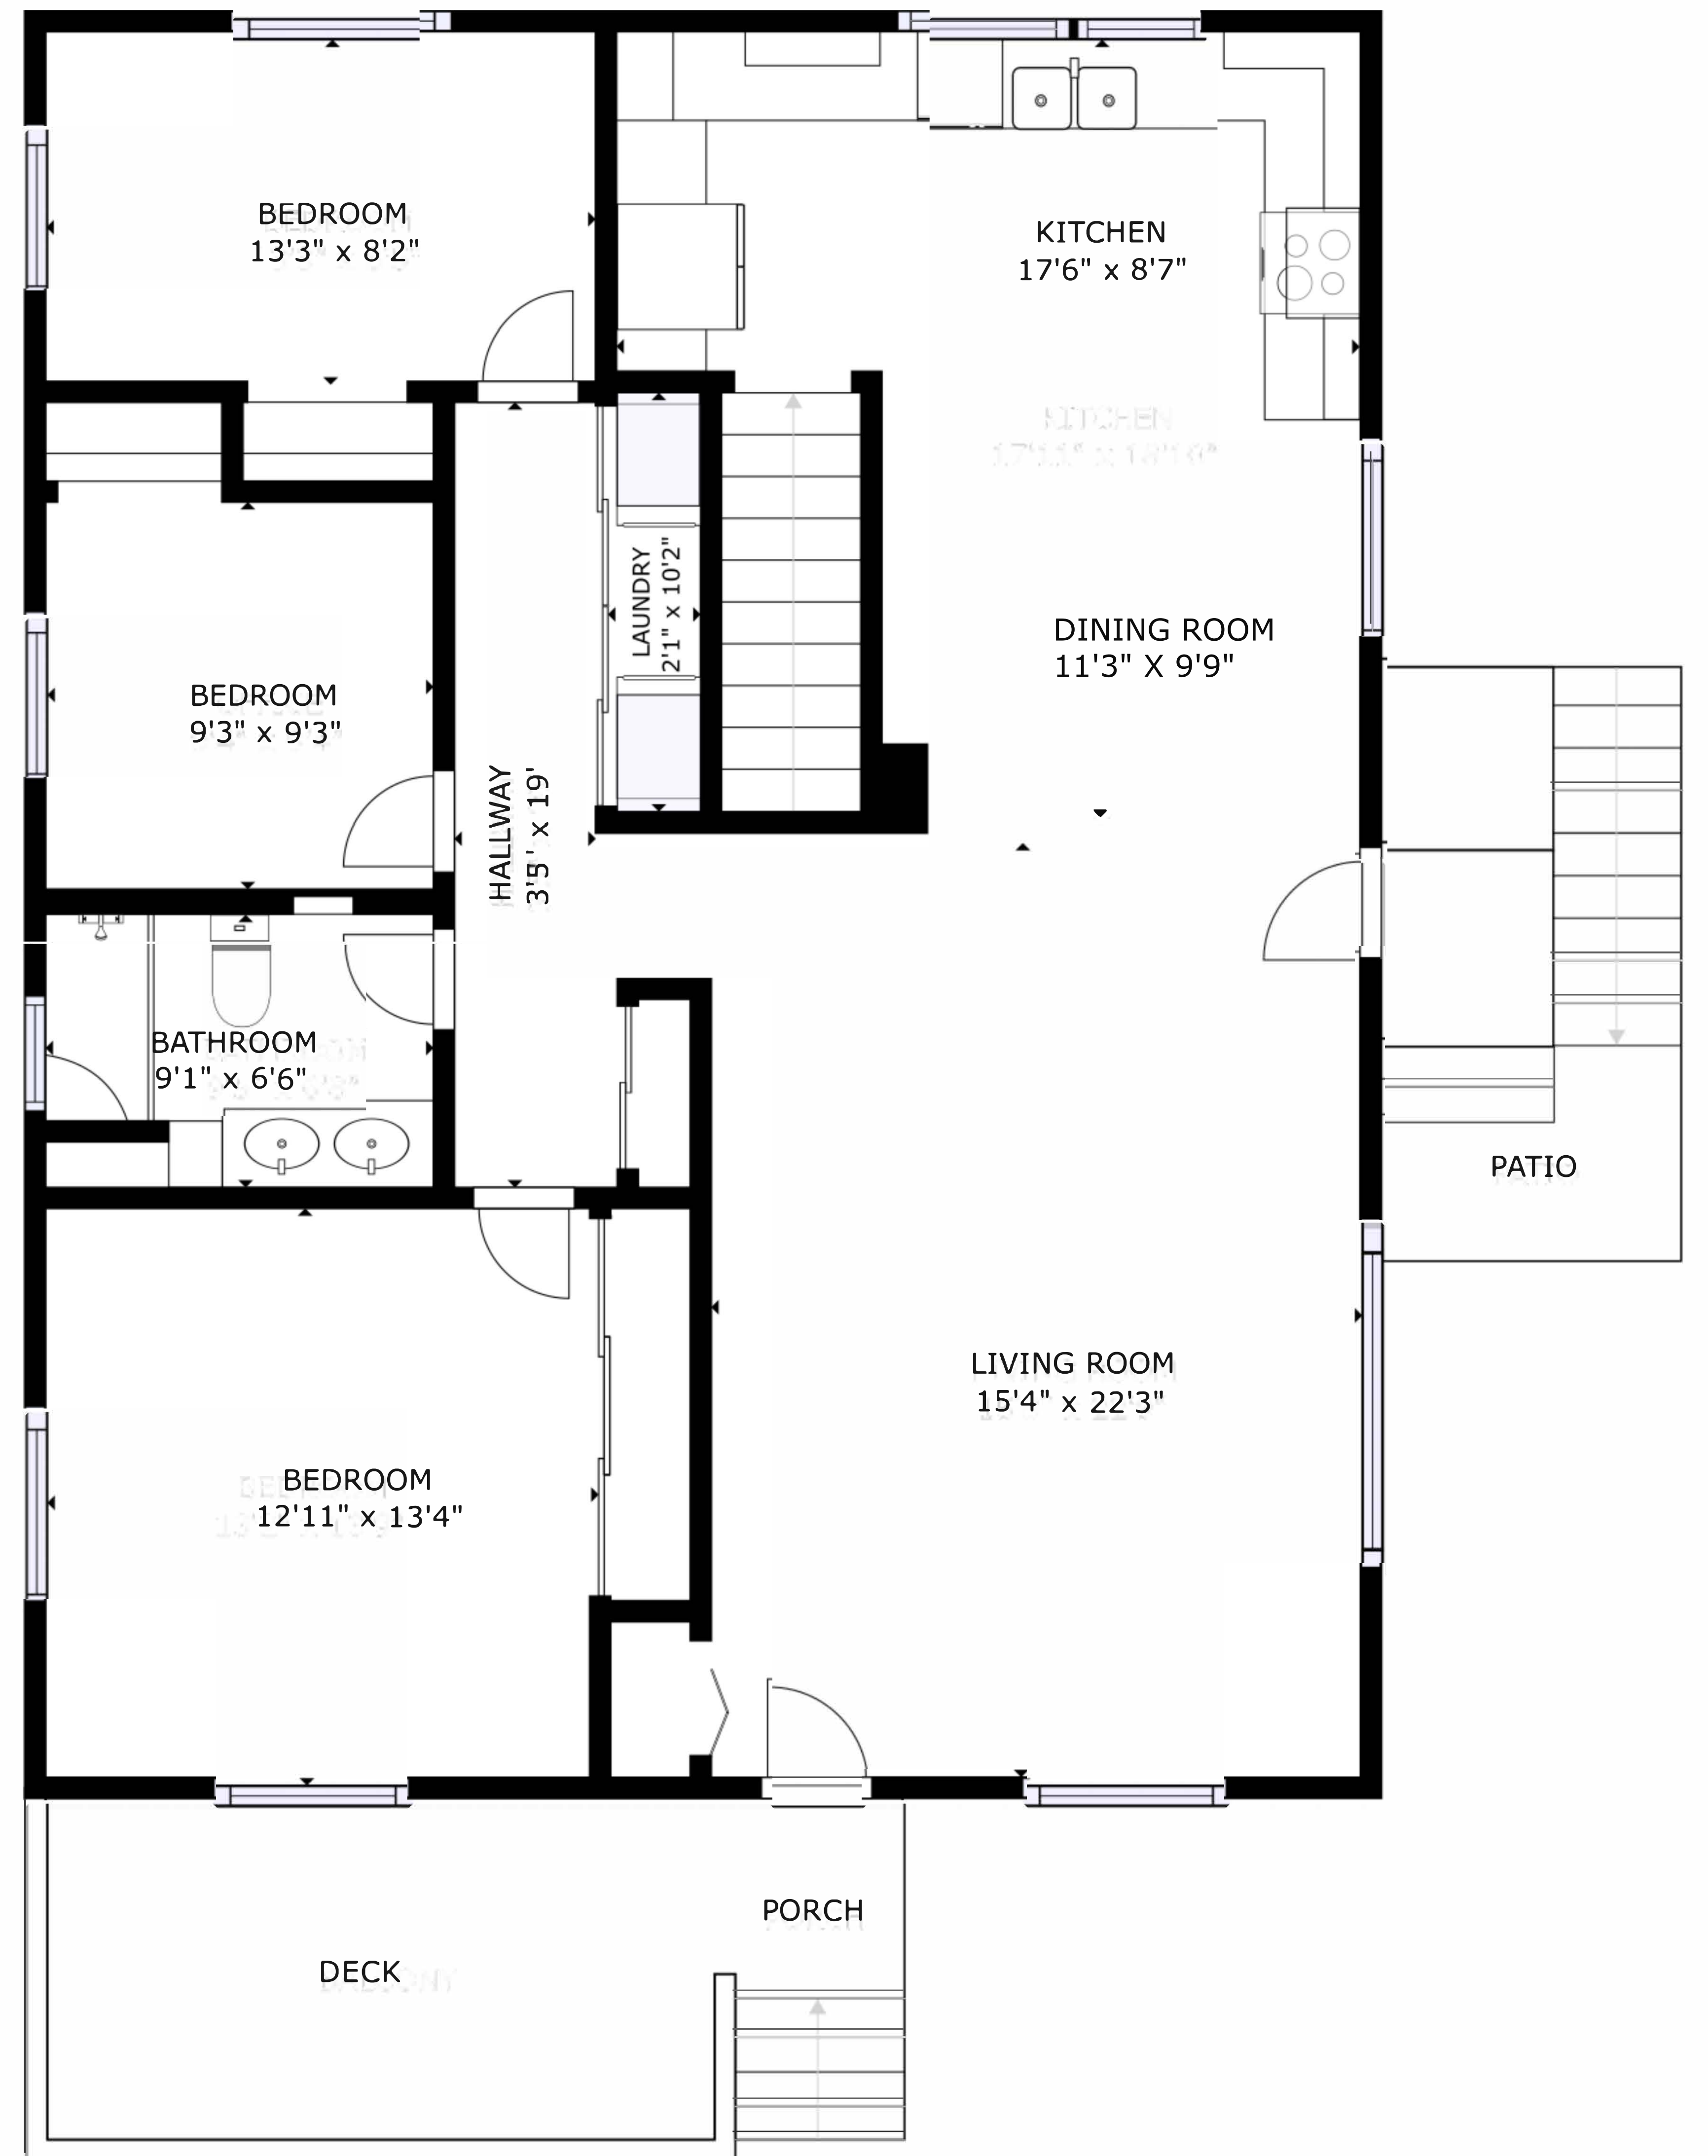 BEDROOM
13'3" x 8'2"
KITCHEN
17'6" x 8'7"
KITCHEN
LAUNDRY
2'1" x 10'2"
DINING ROOM
11'3" X 9'9"
BEDROOM
9'3" x 9'3"
HALLWAY
3'5' x 19'
BATHROOM
9'1" x 6'6"
PATIO
LIVING ROOM
15'4" x 22'3"
BEDROOM
12'11" x 13'4"
PORCH
DECK